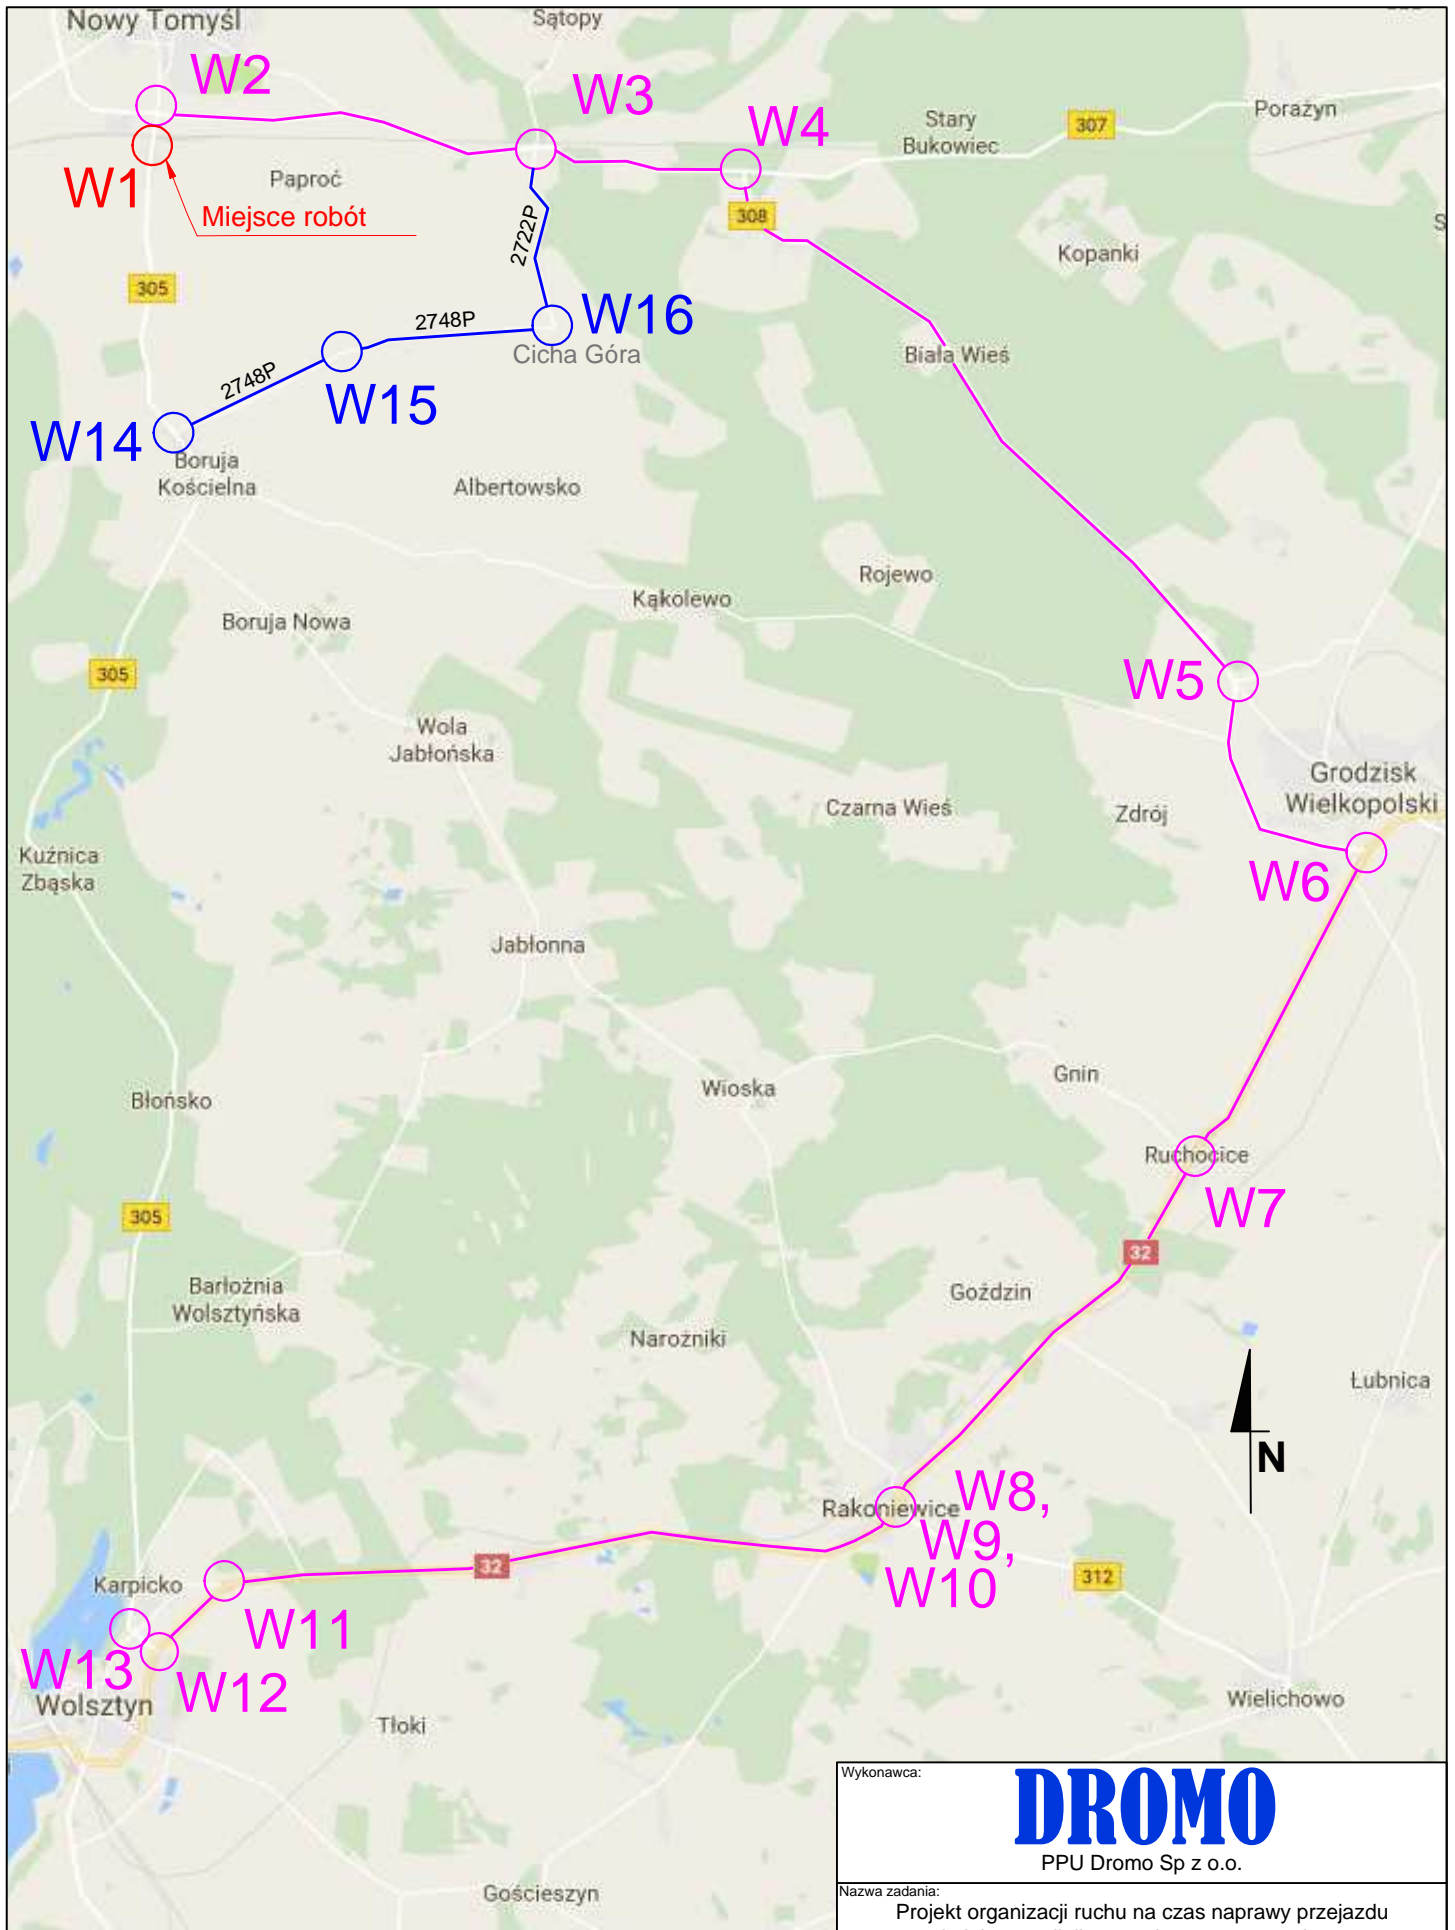 Nowy Tomyśl
Sątopy
W2
W3
W4
Stary
Bukowiec
307
Porażyn
W1
Paproć
Miejsce robót
308
2722P
Kopanki
305
2748P
W16
Cicha Góra
Biała Wieś
2748P
W15
W14
Boruja
Kościelna
Albertowsko
Rojewo
Kąkolewo
Boruja Nowa
305
W5
Wola
Jabłońska
Grodzisk
Wielkopolski
Czarna Wieś
Zdrój
Kuźnica
Zbąska
W6
Jabłonna
Gnin
Wioska
Błońsko
Ruchocice
W7
305
32
Barłożnia
Wolsztyńska
Goździn
Narożniki
Łubnica
N
Rakoniewice
W8,
W9,
W10
32
312
Karpicko
W11
W13
W12
Wolsztyn
Tłoki
Wielichowo
Wykonawca:
DROMO
PPU Dromo Sp z o.o.
Gościeszyn
Nazwa zadania:
Projekt organizacji ruchu na czas naprawy przejazdu